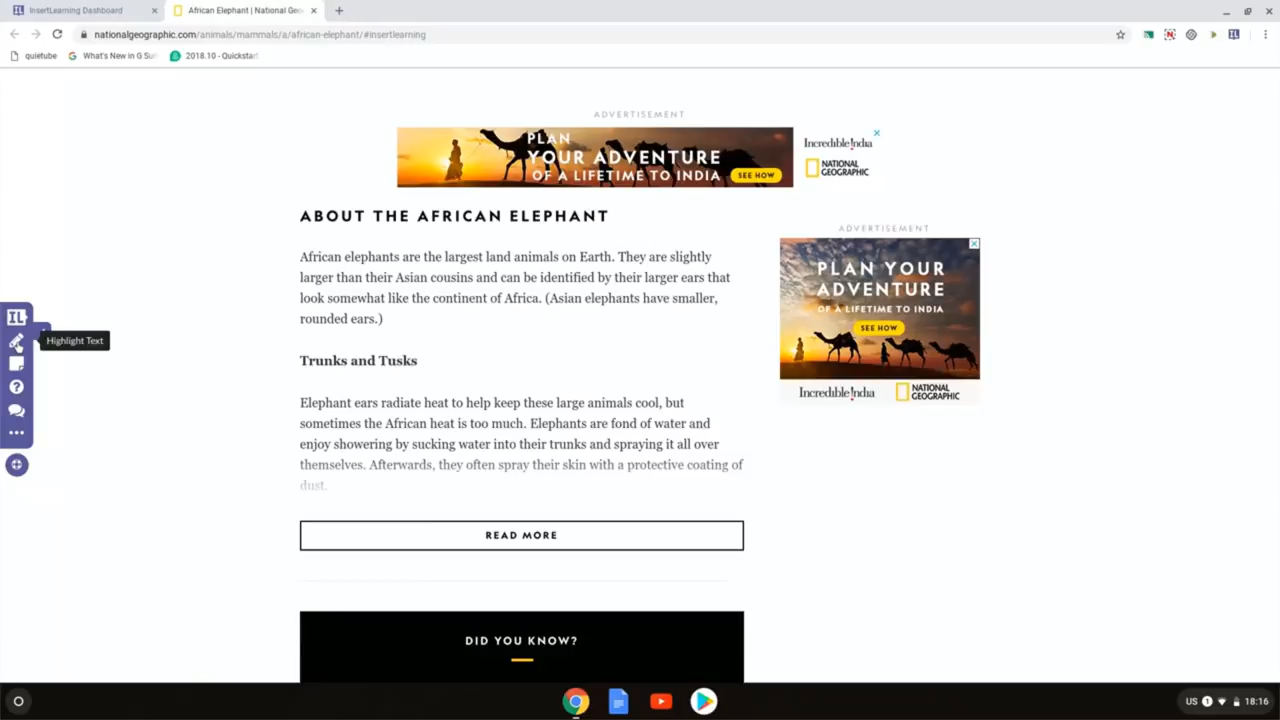 InsertLearning Dashboard
African Elephant | National Geo
nationalgeographic.com/animals/mammals/a/african-elephant/#insertlearning
quietube
What's New in G Sui
2018.10 - Quickstart
ADVERTISEMENT
PLAN
YOUR ADVENTURE
OF A LIFETIME TO INDIA
SEE HOW
Incredible!ndia
NATIONAL
GEOGRAPHIC
ABOUT THE AFRICAN ELEPHANT
African elephants are the largest land animals on Earth. They are slightly
larger than their Asian cousins and can be identified by their larger ears that
look somewhat like the continent of Africa. (Asian elephants have smaller,
rounded ears.)
Trunks and Tusks
Elephant ears radiate heat to help keep these large animals cool, but
sometimes the African heat is too much. Elephants are fond of water and
enjoy showering by sucking water into their trunks and spraying it all over
themselves. Afterwards, they often spray their skin with a protective coating of
dust.
READ MORE
DID YOU KNOW?
ADVERTISEMENT
PLAN YOUR
ADVENTURE
OF A LIFETIME TO INDIA
SEE HOW
Incredible!ndia
NATIONAL
GEOGRAPHIC
IL
Highlight Text
US 1 18:16